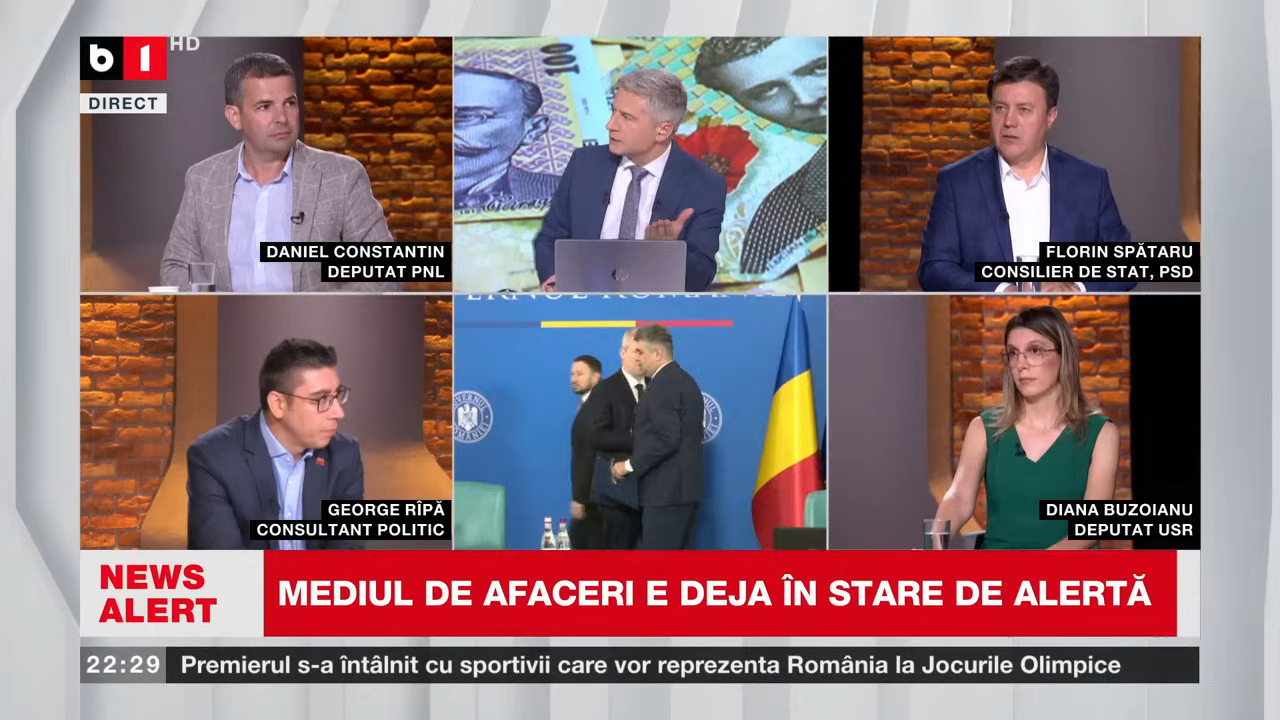 b1
HD
DIRECT
100
DANIEL CONSTANTIN
DEPUTAT PNL
FLORIN SPĂTARU
CONSILIER DE STAT, PSD
GEORGE RÎPĂ
CONSULTANT POLITIC
DIANA BUZOIANU
DEPUTAT USR
NEWS
ALERT
MEDIUL DE AFACERI E DEJA ÎN STARE DE ALERTĂ
22:29 Premierul s-a întâlnit cu sportivii care vor reprezenta România la Jocurile Olimpice